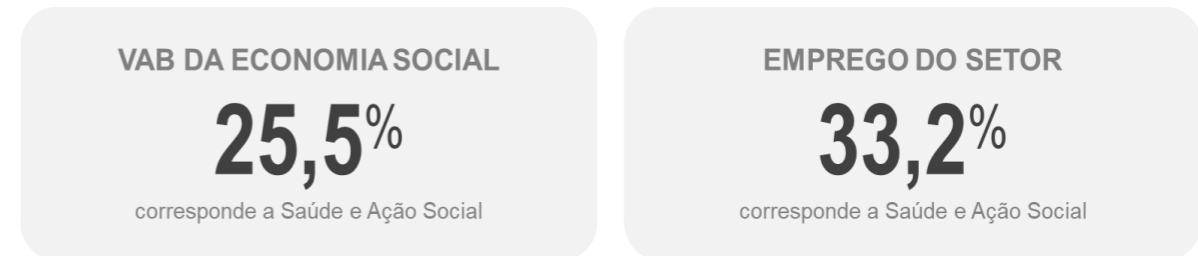 VAB DA ECONOMIA SOCIAL
25,5%
corresponde a Saúde e Ação Social
EMPREGO DO SETOR
33,2%
corresponde a Saúde e Ação Social